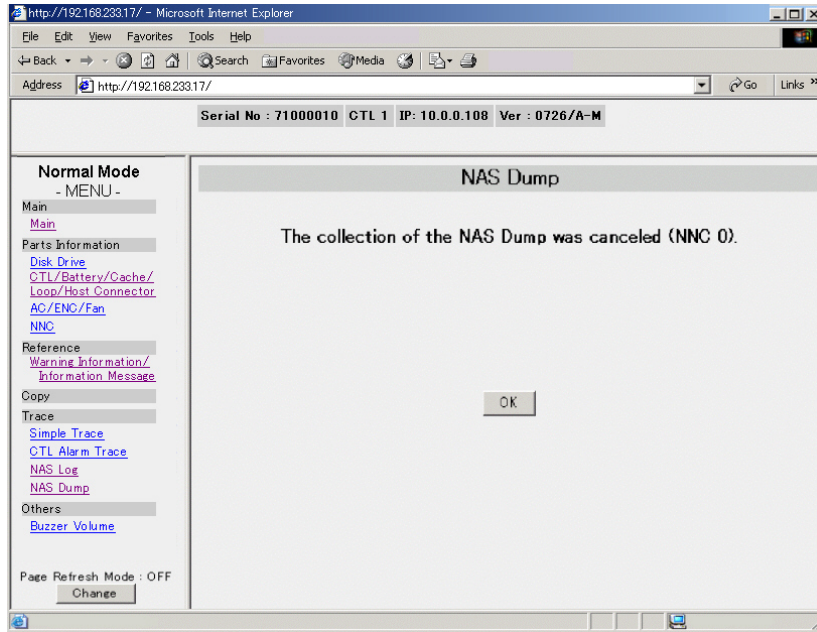 http://192.168.233.17/ - Microsoft Internet Explorer
File Edit View Favorites Tools Help
Back Search Favorites Media
Address http://192.168.233.17/ Go Links »
Serial No : 71000010 CTL 1 IP: 10.0.0.108 Ver : 0726/A-M
Normal Mode
- MENU -
Main
Main
Parts Information
Disk Drive
CTL/Battery/Cache/
Loop/Host Connector
AC/ENC/Fan
NNC
Reference
Warning Information/
Information Message
Copy
Trace
Simple Trace
CTL Alarm Trace
NAS Log
NAS Dump
Others
Buzzer Volume
Page Refresh Mode : OFF
Change
NAS Dump
The collection of the NAS Dump was canceled (NNC 0).
OK